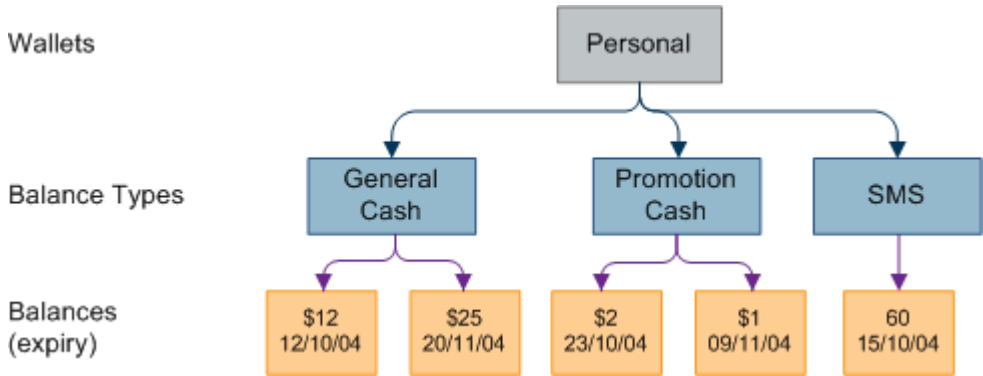 Wallets
Personal
Balance Types
General
Cash
Promotion
Cash
SMS
Balances
(expiry)
$12
12/10/04
$25
20/11/04
$2
23/10/04
$1
09/11/04
60
15/10/04